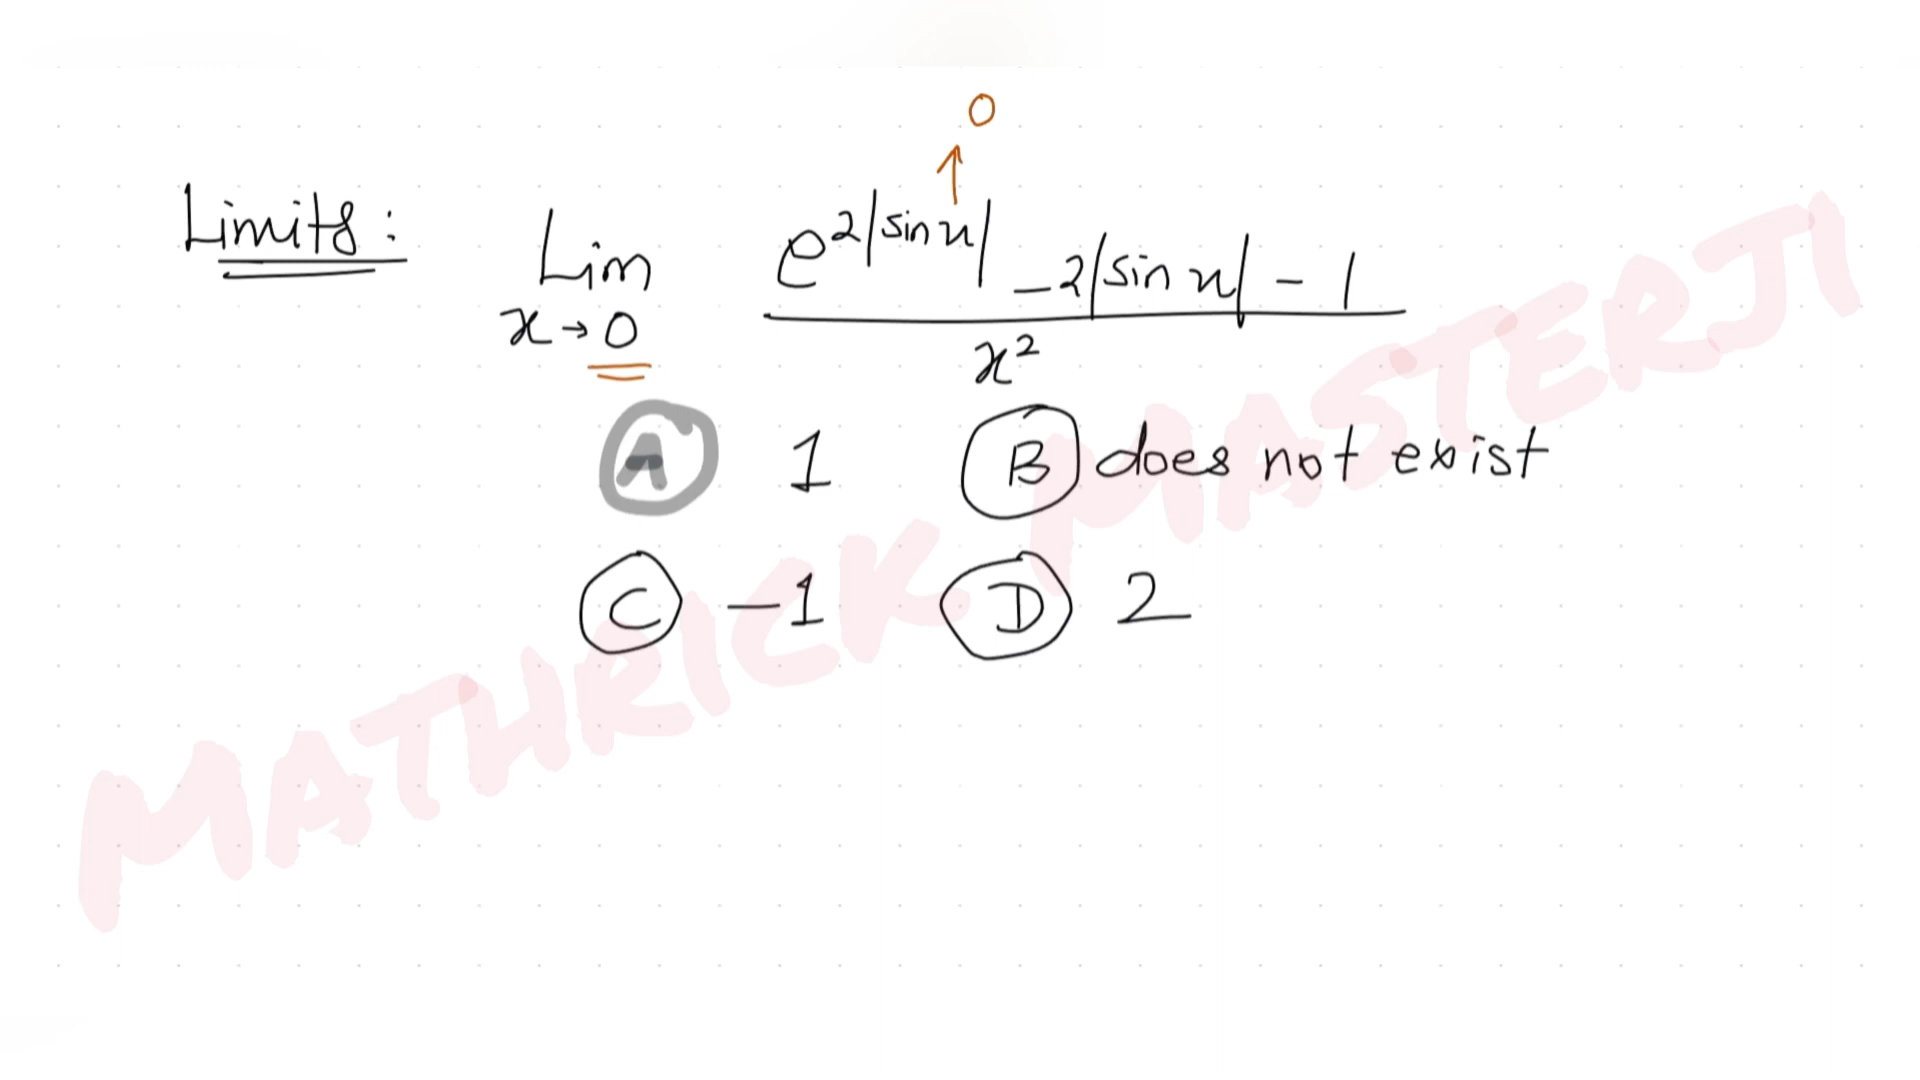 0
↑
Limits: Lim x→0 e^2|sin x| - 2|sin x| - 1 / x²
A 1 B does not exist
C -1 D 2
MATHRICK MASTERJI